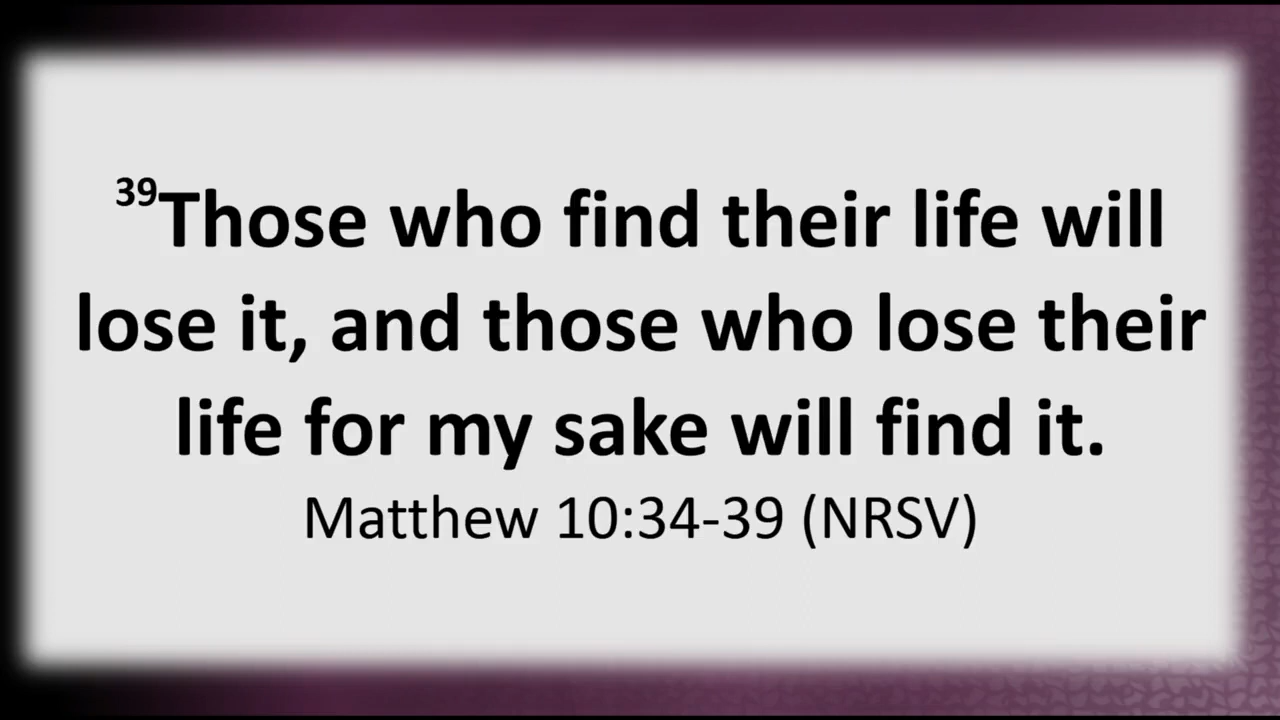 39Those who find their life will
lose it, and those who lose their
life for my sake will find it.
Matthew 10:34-39 (NRSV)